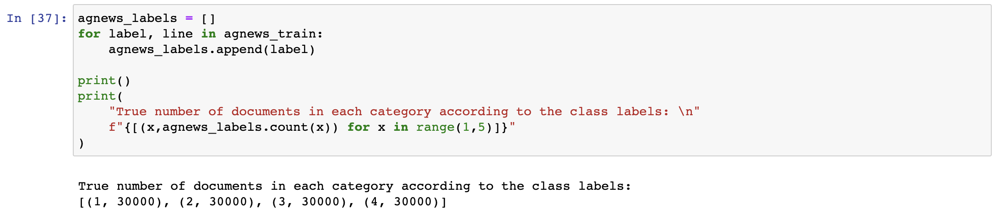 In [37]: agnews_labels = []
for label, line in agnews_train:
    agnews_labels.append(label)

print()
print(
    "True number of documents in each category according to the class labels: \n"
    f"{[(x,agnews_labels.count(x)) for x in range(1,5)]}"
)

True number of documents in each category according to the class labels:
[(1, 30000), (2, 30000), (3, 30000), (4, 30000)]